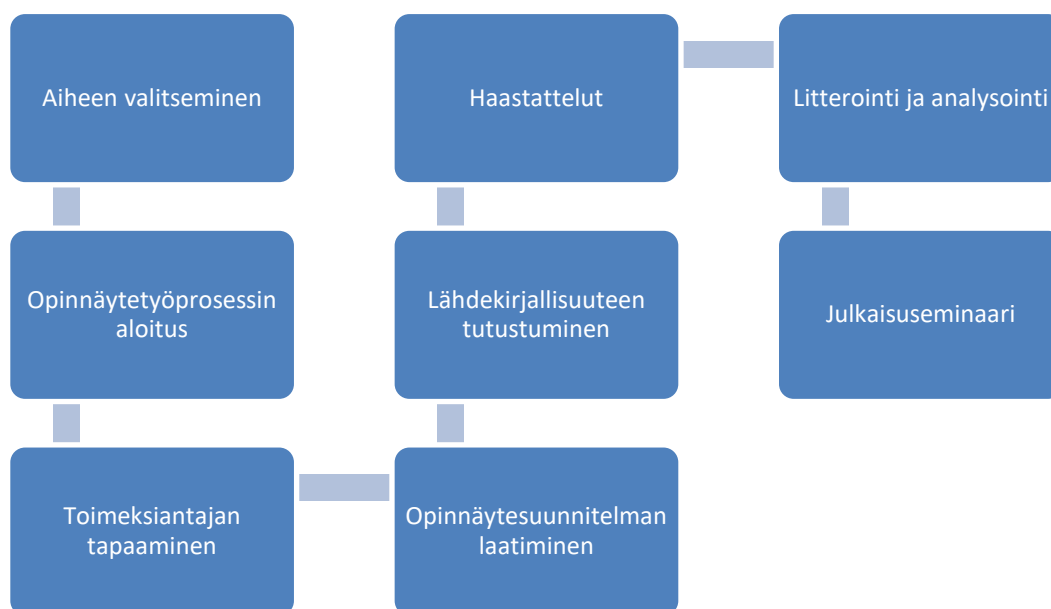 Aiheen valitseminen
Opinnäytetyöprosessin
aloitus
Toimeksiantajan
tapaaminen
Opinnäytesuunnitelman
laatiminen
Lähdekirjallisuuteen
tutustuminen
Haastattelut
Litterointi ja analysointi
Julkaisuseminaari